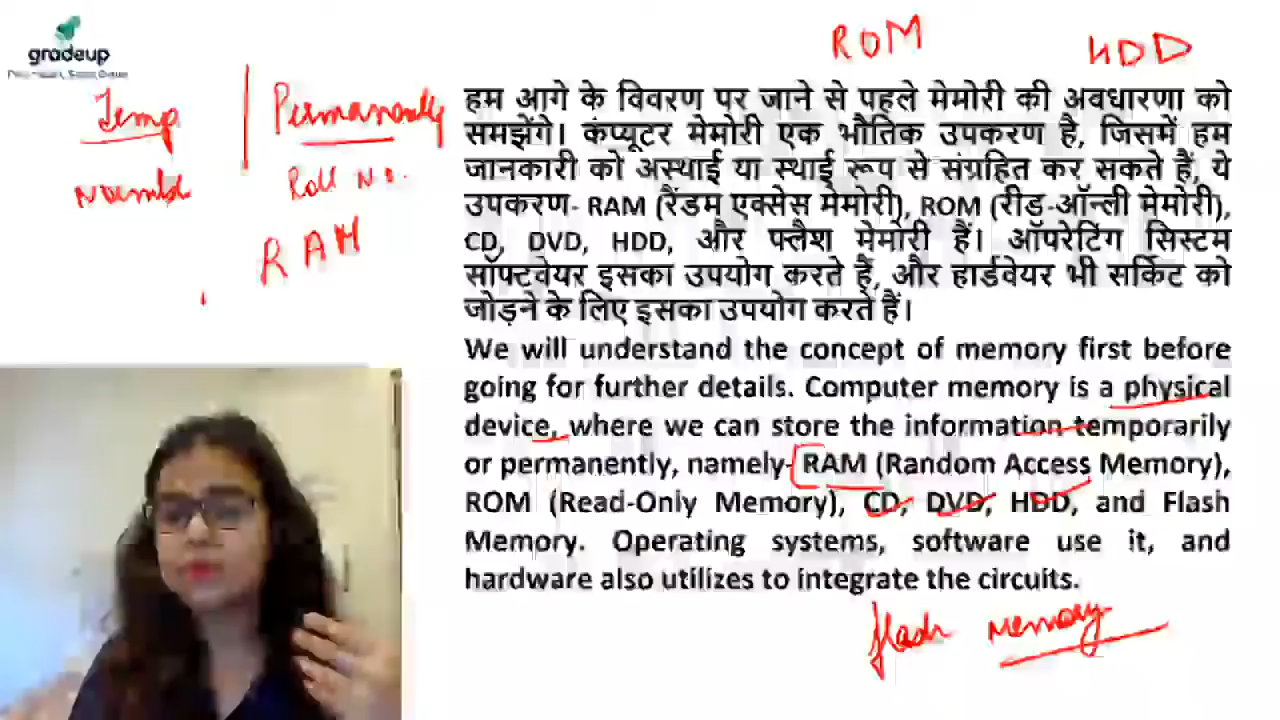 gradeup
ROM
HDD
Temp
Permanently
Number
Roll No.
RAM
हम आगे के विवरण पर जाने से पहले मेमोरी की अवधारणा को
समझेंगे। कंप्यूटर मेमोरी एक भौतिक उपकरण है, जिसमें हम
जानकारी को अस्थाई या स्थाई रूप से संग्रहित कर सकते हैं, ये
उपकरण- RAM (रैंडम एक्सेस मेमोरी), ROM (रीड-ऑन्ली मेमोरी),
CD, DVD, HDD, और फ्लैश मेमोरी हैं। ऑपरेटिंग सिस्टम
सॉफ्टवेयर इसका उपयोग करते हैं, और हार्डवेयर भी सर्किट को
जोड़ने के लिए इसका उपयोग करते हैं।
We will understand the concept of memory first before
going for further details. Computer memory is a physical
device, where we can store the information temporarily
or permanently, namely- RAM (Random Access Memory),
ROM (Read-Only Memory), CD, DVD, HDD, and Flash
Memory. Operating systems, software use it, and
hardware also utilizes to integrate the circuits.
flash memory